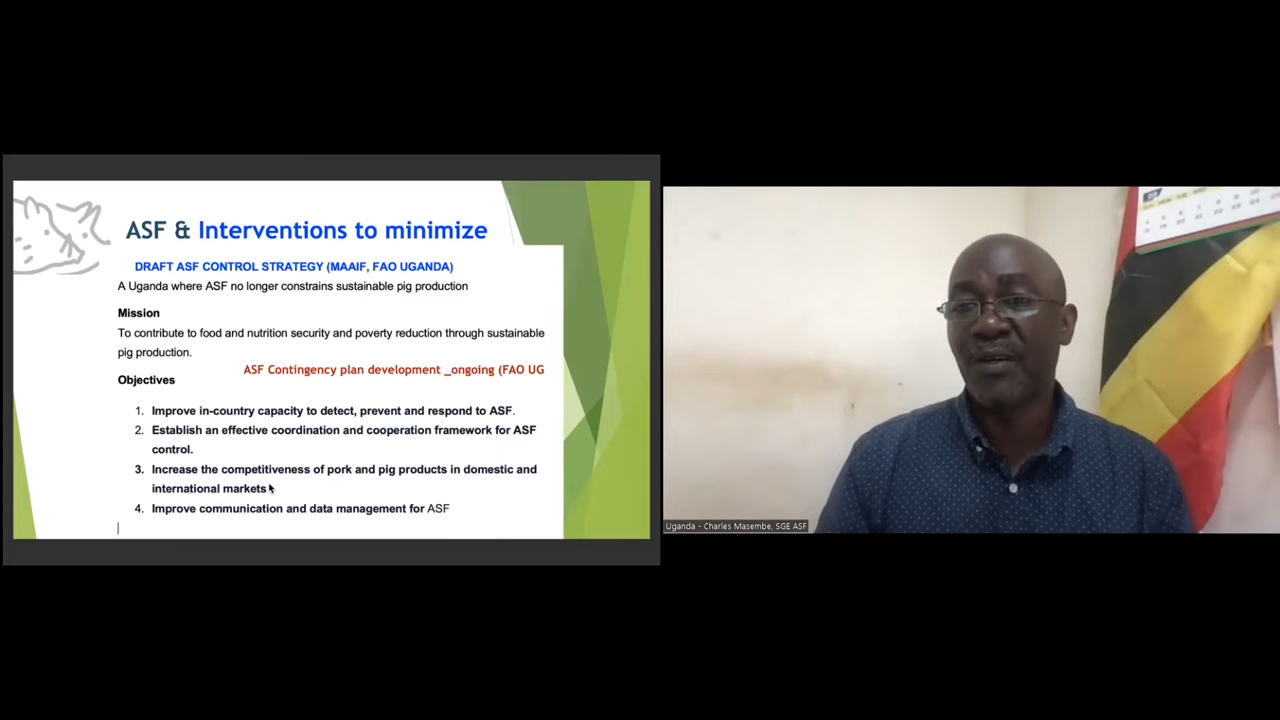 ASF & Interventions to minimize
DRAFT ASF CONTROL STRATEGY (MAAIF, FAO UGANDA)
A Uganda where ASF no longer constrains sustainable pig production
Mission
To contribute to food and nutrition security and poverty reduction through sustainable
pig production.
ASF Contingency plan development _ongoing (FAO UG
Objectives
1. Improve in-country capacity to detect, prevent and respond to ASF.
2. Establish an effective coordination and cooperation framework for ASF
control.
3. Increase the competitiveness of pork and pig products in domestic and
international markets
4. Improve communication and data management for ASF
Uganda - Charles Masembe, SGE ASF